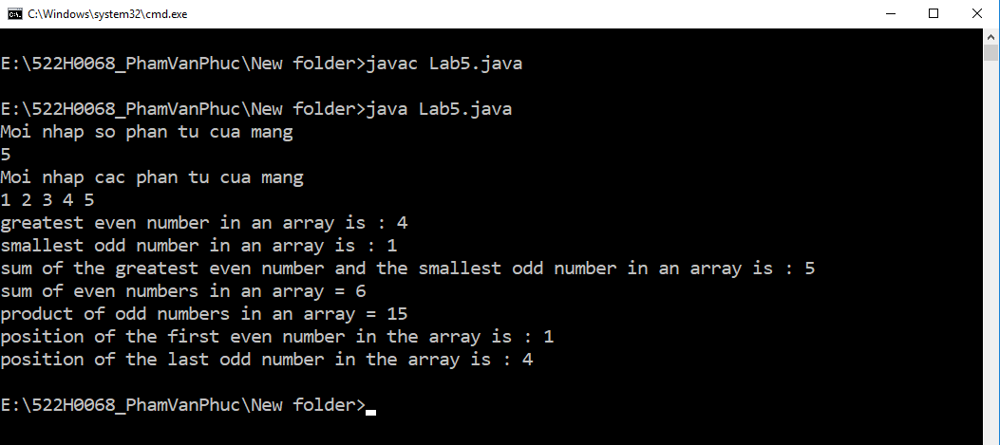 C:\Windows\system32\cmd.exe
E:\522H0068_PhamVanPhuc\New folder>javac Lab5.java
E:\522H0068_PhamVanPhuc\New folder>java Lab5.java
Moi nhap so phan tu cua mang
5
Moi nhap cac phan tu cua mang
1 2 3 4 5
greatest even number in an array is : 4
smallest odd number in an array is : 1
sum of the greatest even number and the smallest odd number in an array is : 5
sum of even numbers in an array = 6
product of odd numbers in an array = 15
position of the first even number in the array is : 1
position of the last odd number in the array is : 4
E:\522H0068_PhamVanPhuc\New folder>